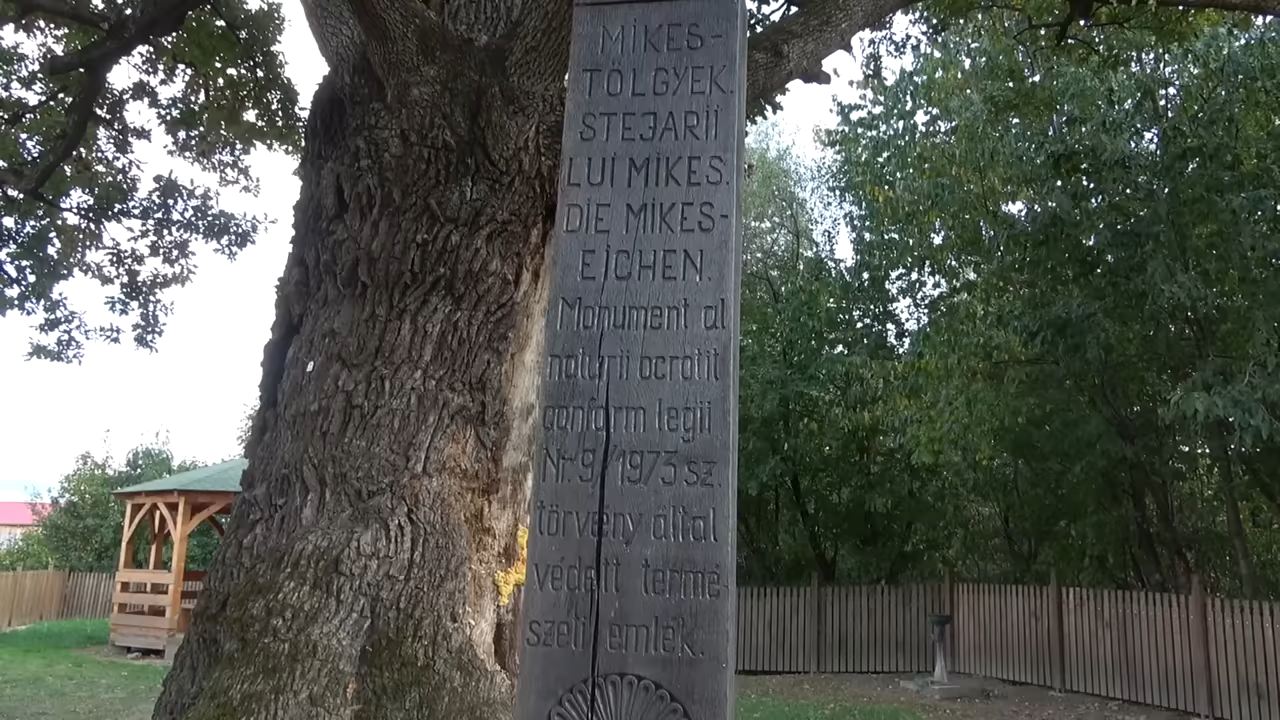 MIKES-
TÖLGYEK.
STEJARII
LUI MIKES.
DIE MIKES-
EICHEN.
Monument al
naturii ocrotit
conform legii
Nr. 9/1973 sz.
törvény által
védett termé-
szeti emlék.